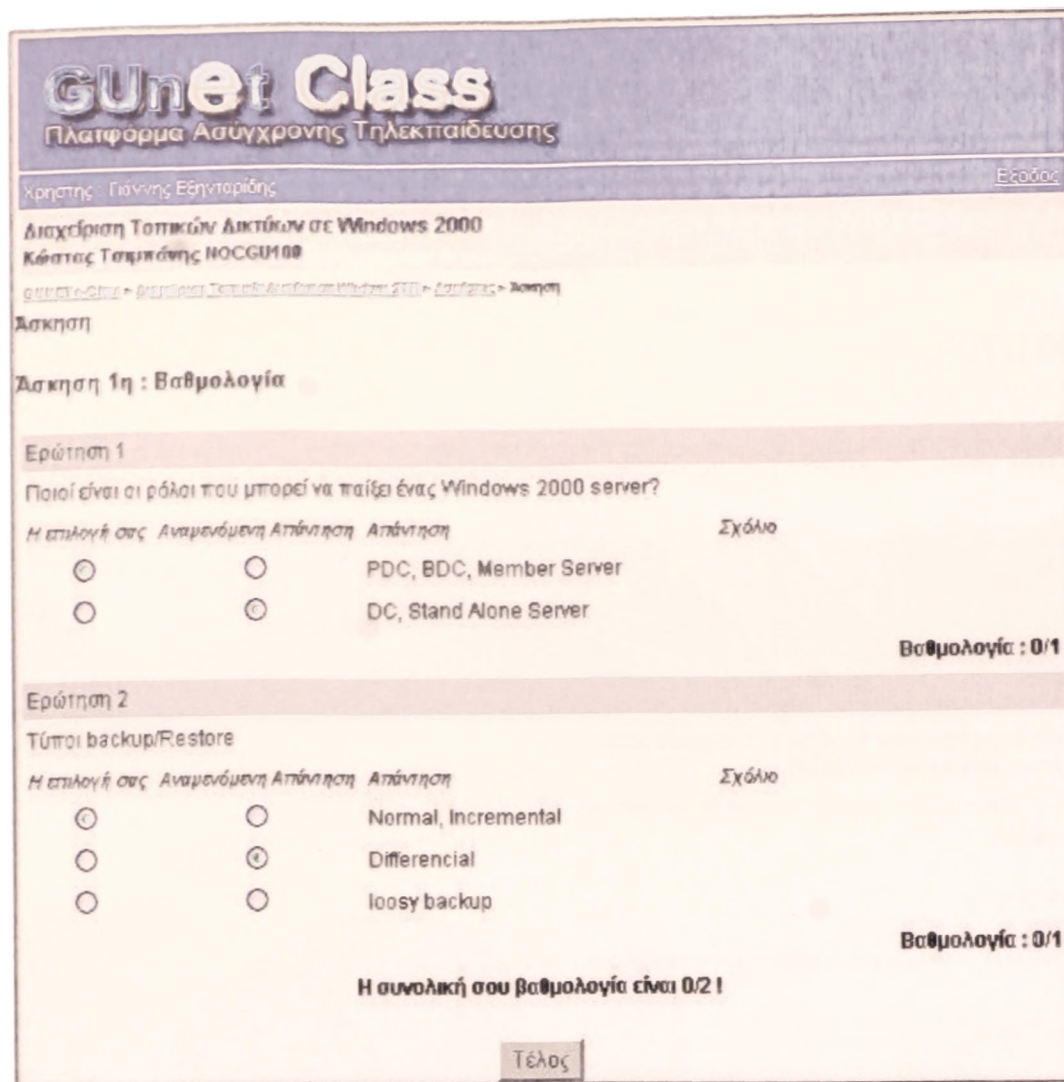 GUnet Class
Πλατφόρμα Ασύγχρονης Τηλεκπαίδευσης
Χρήστης : Γιάννης Εξηνταρίδης Έξοδος
Διαχείριση Τοπικών Δικτύων σε Windows 2000
Κώστας Τσιμπάνης NOCGU100
Άσκηση
Άσκηση
Άσκηση 1η : Βαθμολογία
Ερώτηση 1
Ποιοί είναι οι ρόλοι που μπορεί να παίξει ένας Windows 2000 server?
Η επιλογή σας Αναμενόμενη Απάντηση Απάντηση Σχόλιο
PDC, BDC, Member Server
DC, Stand Alone Server
Βαθμολογία : 0/1
Ερώτηση 2
Τύποι backup/Restore
Η επιλογή σας Αναμενόμενη Απάντηση Απάντηση Σχόλιο
Normal, Incremental
Differencial
loosy backup
Βαθμολογία : 0/1
Η συνολική σου βαθμολογία είναι 0/2 !
Τέλος